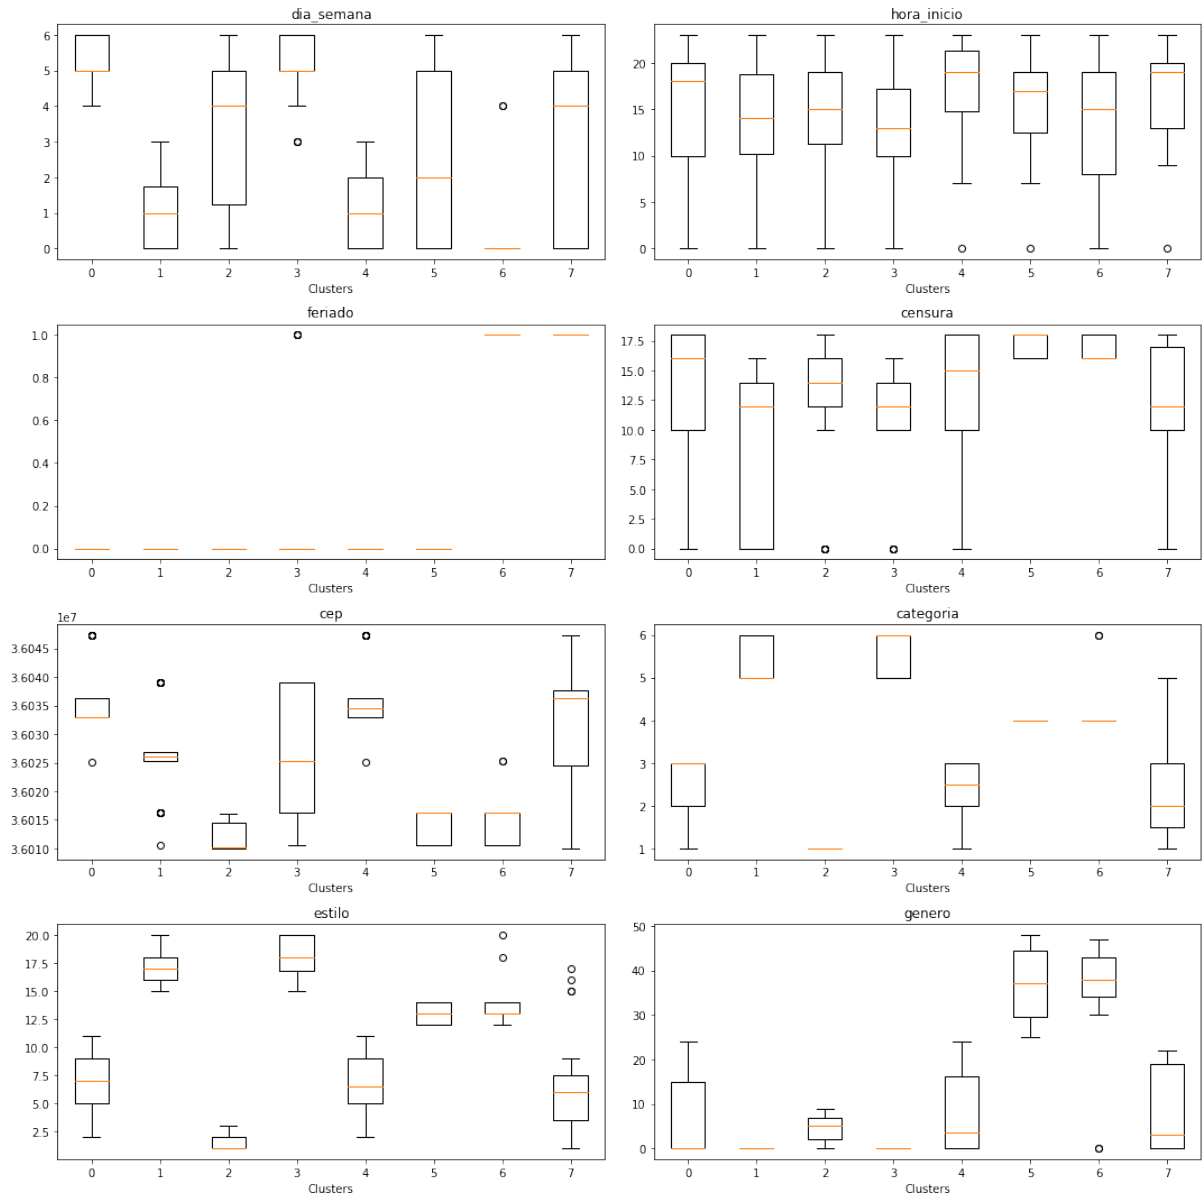 dia_semana
6
5
4
3
2
1
0
0 1 2 3 4 5 6 7
Clusters
hora_inicio
20
15
10
5
0
0 1 2 3 4 5 6 7
Clusters
feriado
1.0
0.8
0.6
0.4
0.2
0.0
0 1 2 3 4 5 6 7
Clusters
censura
17.5
15.0
12.5
10.0
7.5
5.0
2.5
0.0
0 1 2 3 4 5 6 7
Clusters
cep
1e7
3.6045
3.6040
3.6035
3.6030
3.6025
3.6020
3.6015
3.6010
0 1 2 3 4 5 6 7
Clusters
categoria
6
5
4
3
2
1
0 1 2 3 4 5 6 7
Clusters
estilo
20.0
17.5
15.0
12.5
10.0
7.5
5.0
2.5
0 1 2 3 4 5 6 7
Clusters
genero
50
40
30
20
10
0
0 1 2 3 4 5 6 7
Clusters